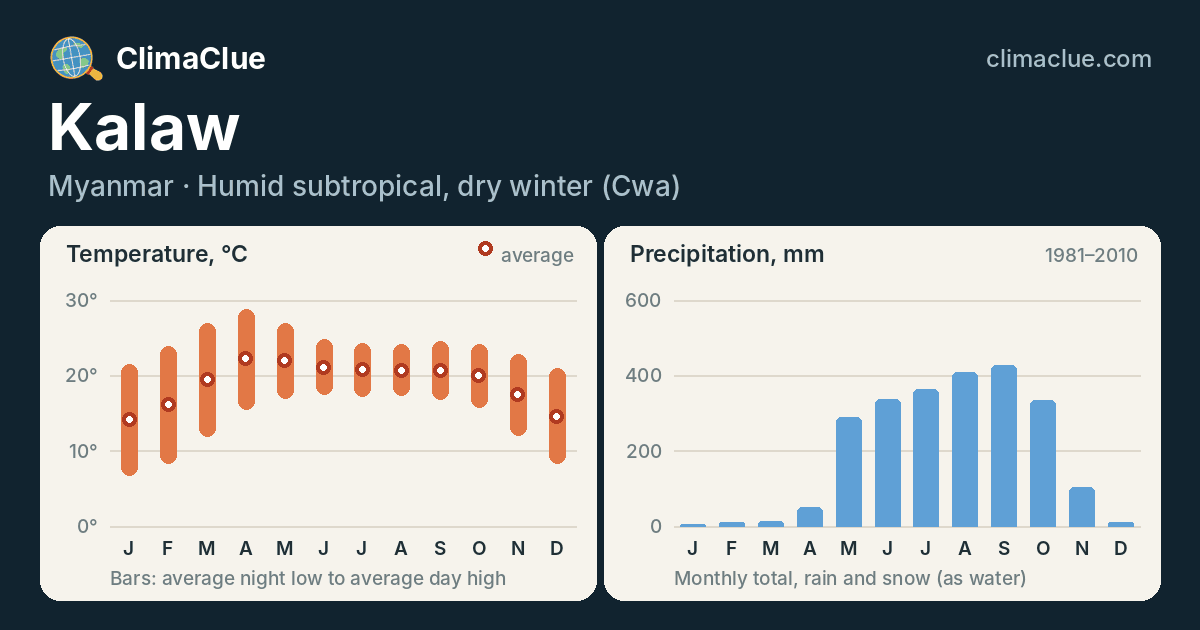 ClimaClue
climaclue.com
Kalaw
Myanmar · Humid subtropical, dry winter (Cwa)
Temperature, °C
average
30°
20°
10°
0°
J F M A M J J A S O N D
Bars: average night low to average day high
Precipitation, mm
1981–2010
600
400
200
0
J F M A M J J A S O N D
Monthly total, rain and snow (as water)